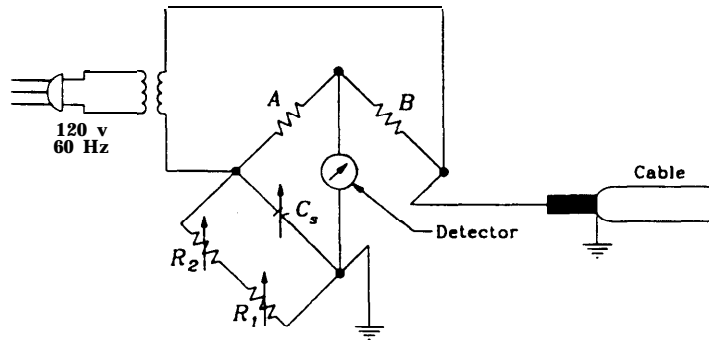 A
B
120 v
60 Hz
Cable
C_s
Detector
R_2
R_1